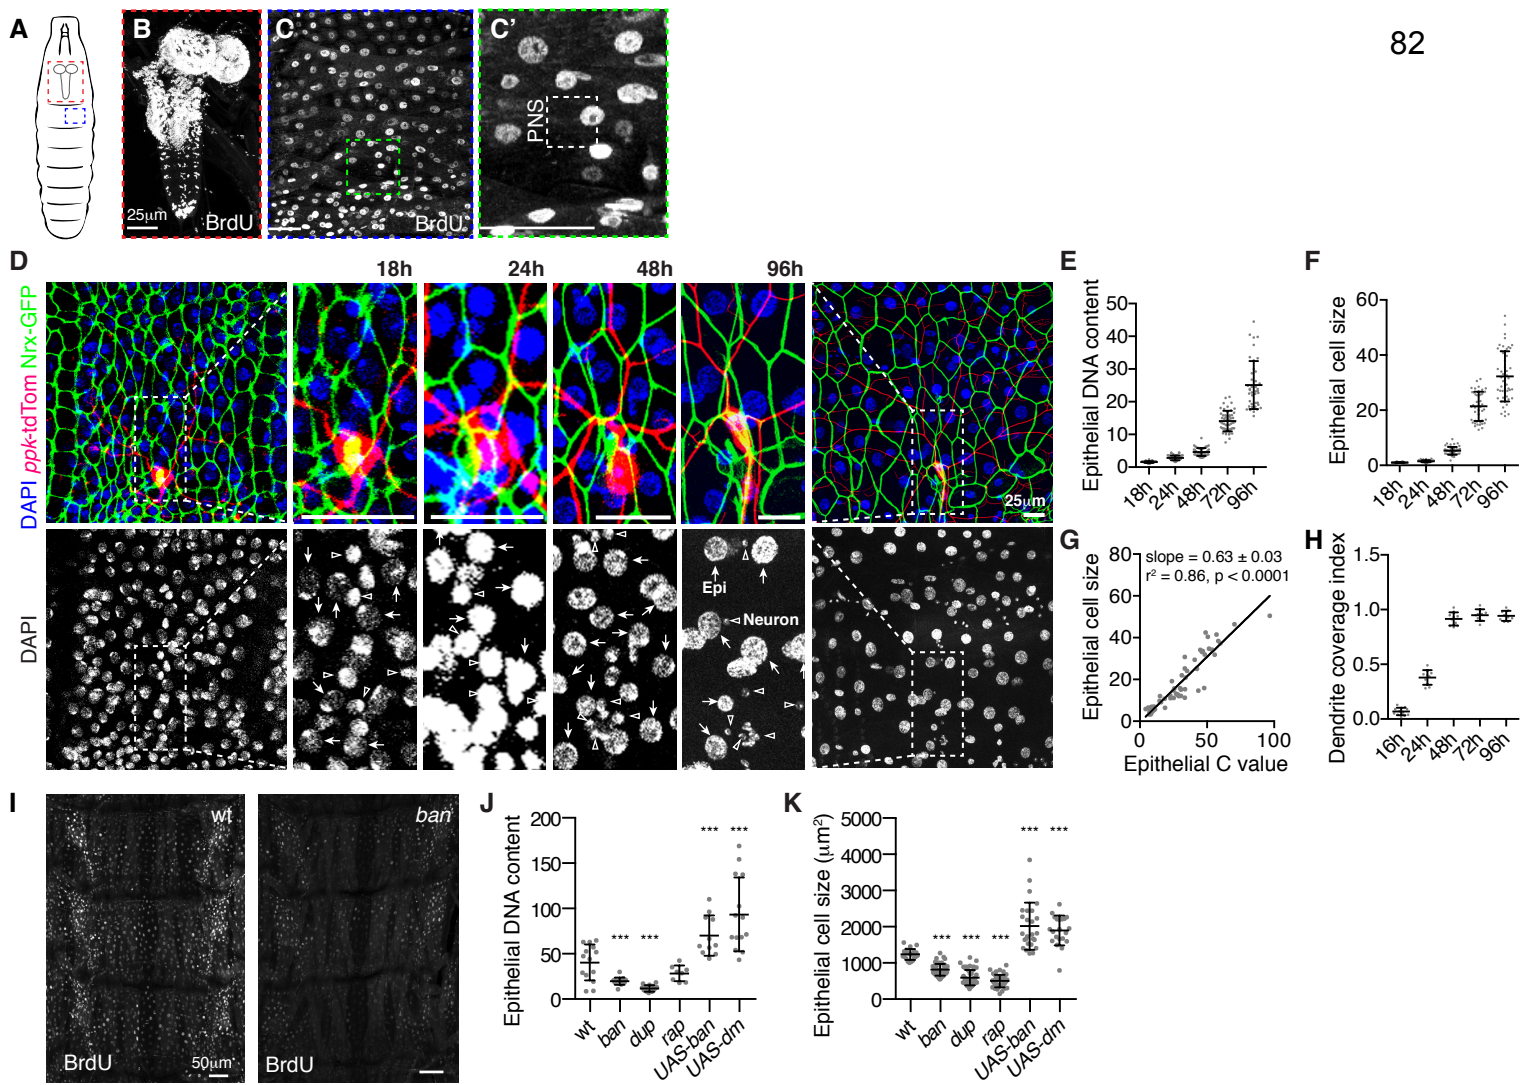 82
A
B
25μm
BrdU
C
BrdU
C'
PNS
D
18h
24h
48h
96h
DAPI ppk-tdTom Nrx-GFP
25μm
DAPI
Epi
Neuron
E
Epithelial DNA content
50
40
30
20
10
0
18h
24h
48h
72h
96h
F
Epithelial cell size
60
40
20
0
18h
24h
48h
72h
96h
G
slope = 0.63 ± 0.03
r² = 0.86, p < 0.0001
Epithelial cell size
80
60
40
20
0
0
50
100
Epithelial C value
H
Dendrite coverage index
1.5
1.0
0.5
0.0
16h
24h
48h
72h
96h
I
wt
BrdU
50μm
ban
BrdU
J
Epithelial DNA content
200
150
100
50
0
***
***
***
***
wt
ban
dup
rap
UAS-ban
UAS-dm
K
Epithelial cell size (μm²)
5000
4000
3000
2000
1000
0
***
***
***
***
***
wt
ban
dup
rap
UAS-ban
UAS-dm